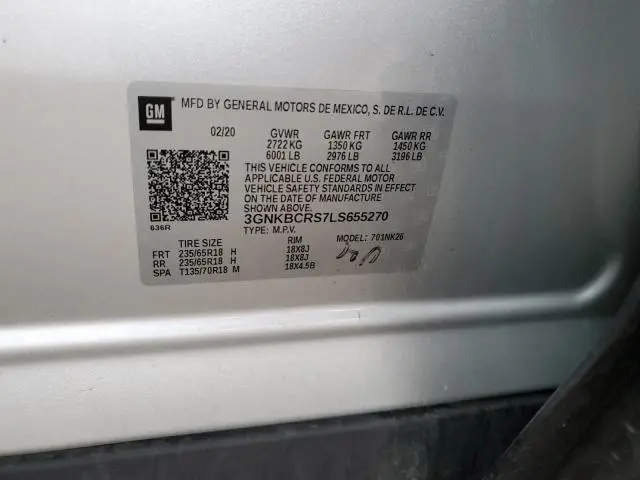 GM
MFD BY GENERAL MOTORS DE MEXICO, S. DE R.L. DE C.V.
02/20 GVWR GAWR FRT GAWR RR
2722 KG 1350 KG 1450 KG
6001 LB 2976 LB 3196 LB
THIS VEHICLE CONFORMS TO ALL
APPLICABLE U.S. FEDERAL MOTOR
VEHICLE SAFETY STANDARDS IN EFFECT
ON THE DATE OF MANUFACTURE
SHOWN ABOVE.
3GNKBCRS7LS655270
636R
TYPE: M.P.V. MODEL: 701NK26
TIRE SIZE RIM
FRT 235/65R18 H 18X8J
RR 235/65R18 H 18X8J
SPA T135/70R18 M 18X4.5B